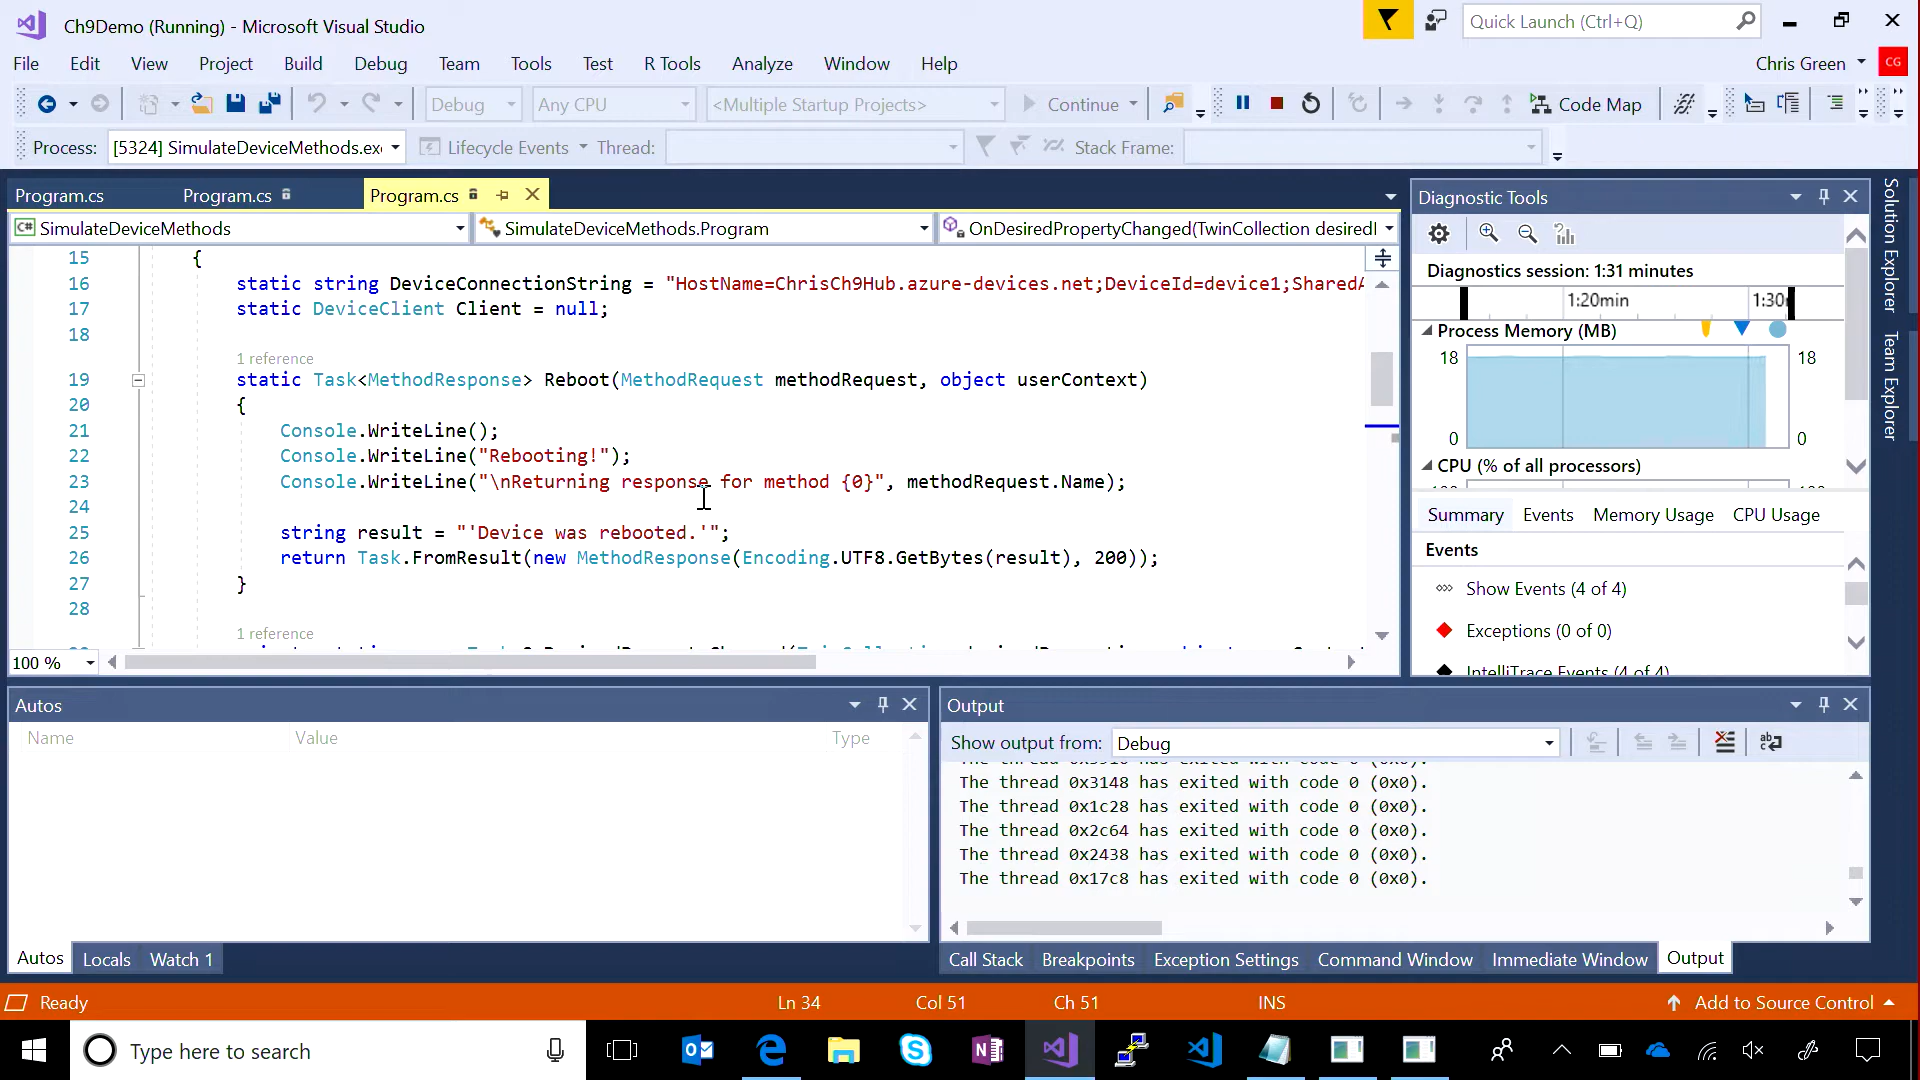 Ch9Demo (Running) - Microsoft Visual Studio
Quick Launch (Ctrl+Q)
File Edit View Project Build Debug Team Tools Test R Tools Analyze Window Help
Chris Green CG
Debug Any CPU <Multiple Startup Projects> Continue Code Map
Process: [5324] SimulateDeviceMethods.exe Lifecycle Events Thread: Stack Frame:
Program.cs Program.cs Program.cs
SimulateDeviceMethods SimulateDeviceMethods.Program OnDesiredPropertyChanged(TwinCollection desiredI
15 {
16 static string DeviceConnectionString = "HostName=ChrisCh9Hub.azure-devices.net;DeviceId=device1;SharedA
17 static DeviceClient Client = null;
18
1 reference
19 static Task<MethodResponse> Reboot(MethodRequest methodRequest, object userContext)
20 {
21 Console.WriteLine();
22 Console.WriteLine("Rebooting!");
23 Console.WriteLine("\nReturning response for method {0}", methodRequest.Name);
24
25 string result = "'Device was rebooted.'";
26 return Task.FromResult(new MethodResponse(Encoding.UTF8.GetBytes(result), 200));
27 }
28
1 reference
100 %
Diagnostic Tools
Diagnostics session: 1:31 minutes
1:20min 1:30
Process Memory (MB)
18 18
0 0
CPU (% of all processors)
Summary Events Memory Usage CPU Usage
Events
Show Events (4 of 4)
Exceptions (0 of 0)
IntelliTrace Events (4 of 4)
Solution Explorer
Team Explorer
Autos
Name Value Type
Autos Locals Watch 1
Output
Show output from: Debug
The thread 0x3148 has exited with code 0 (0x0).
The thread 0x1c28 has exited with code 0 (0x0).
The thread 0x2c64 has exited with code 0 (0x0).
The thread 0x2438 has exited with code 0 (0x0).
The thread 0x17c8 has exited with code 0 (0x0).
Call Stack Breakpoints Exception Settings Command Window Immediate Window Output
Ready Ln 34 Col 51 Ch 51 INS Add to Source Control
Type here to search